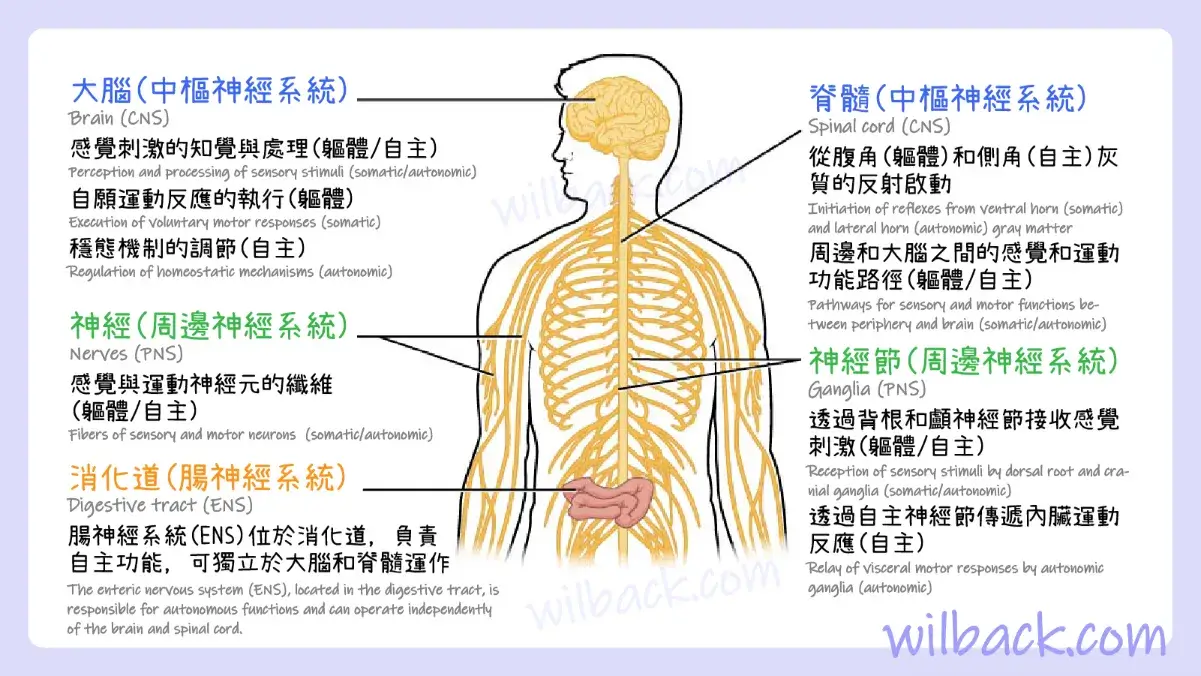 大腦(中樞神經系統)
Brain (CNS)
感覺刺激的知覺與處理(軀體/自主)
Perception and processing of sensory stimuli (somatic/autonomic)
自願運動反應的執行(軀體)
Execution of voluntary motor responses (somatic)
穩態機制的調節(自主)
Regulation of homeostatic mechanisms (autonomic)
神經(周邊神經系統)
Nerves (PNS)
感覺與運動神經元的纖維
(軀體/自主)
Fibers of sensory and motor neurons (somatic/autonomic)
消化道(腸神經系統)
Digestive tract (ENS)
腸神經系統(ENS)位於消化道，負責
自主功能，可獨立於大腦和脊髓運作
The enteric nervous system (ENS), located in the digestive tract, is
responsible for autonomous functions and can operate independently
of the brain and spinal cord.
脊髓(中樞神經系統)
Spinal cord (CNS)
從腹角(軀體)和側角(自主)灰
質的反射啟動
Initiation of reflexes from ventral horn (somatic)
and lateral horn (autonomic) gray matter
周邊和大腦之間的感覺和運動
功能路徑(軀體/自主)
Pathways for sensory and motor functions be-
tween periphery and brain (somatic/autonomic)
神經節(周邊神經系統)
Ganglia (PNS)
透過背根和顱神經節接收感覺
刺激(軀體/自主)
Reception of sensory stimuli by dorsal root and cra-
nial ganglia (somatic/autonomic)
透過自主神經節傳遞內臟運動
反應(自主)
Relay of visceral motor responses by autonomic
ganglia (autonomic)
wilback.com
wilback.com
wilback.com